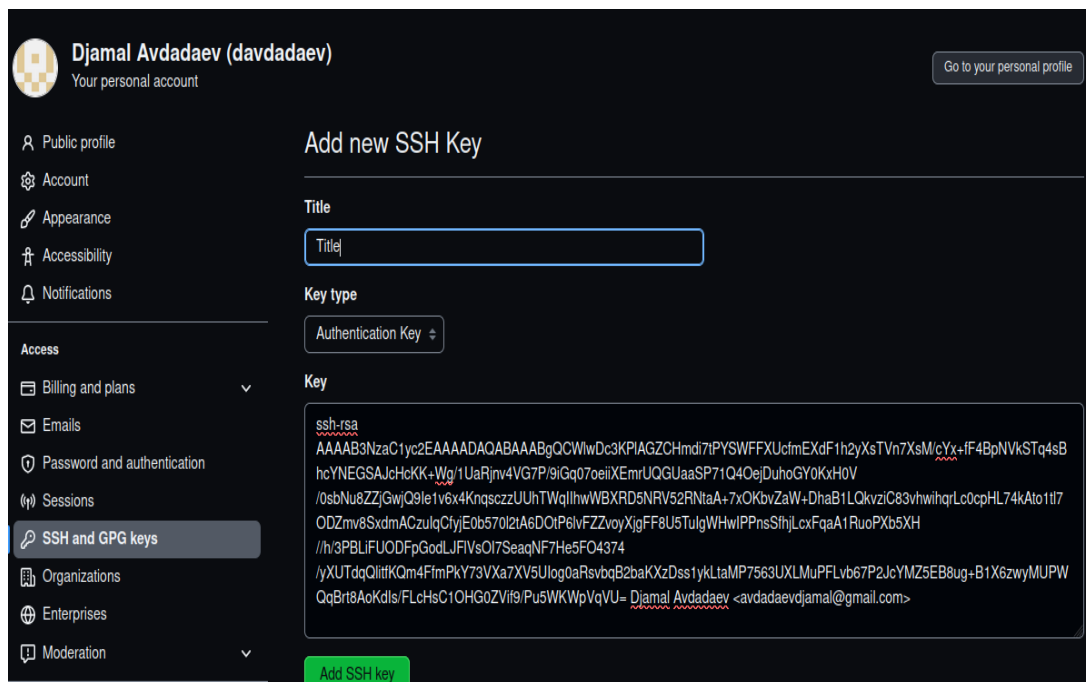 Djamal Avdadaev (davdadaev)
Your personal account
Go to your personal profile
Public profile
Account
Appearance
Accessibility
Notifications
Access
Billing and plans
Emails
Password and authentication
Sessions
SSH and GPG keys
Organizations
Enterprises
Moderation
Add new SSH Key
Title
Title
Key type
Authentication Key
Key
ssh-rsa
AAAAB3NzaC1yc2EAAAADAQABAAABgQCWlwDc3KPlAGZCHmdi7tPYSWFFXUcfmEXdF1h2yXsTVn7XsM/cYx+fF4BpNVkSTq4sB
hcYNEGSAJcHcKK+Wg/1UaRjnv4VG7P/9iGq07oeiiXEmrUQGUaaSP71Q4OejDuhoGY0KxH0V
/0sbNu8ZZjGwjQ9Ie1v6x4KnqsczzUUhTWqIIhwWBXRD5NRV52RNtaA+7xOKbvZaW+DhaB1LQkvziC83vhwihqrLc0cpHL74kAto1tl7
ODZmv8SxdmACzulqCfyjE0b570l2tA6DOtP6lvFZZvoyXjgFF8U5TulgWHwIPPnsSfhjLcxFqaA1RuoPXb5XH
//h/3PBLiFUODFpGodLJFlVsOI7SeaqNF7He5FO4374
/yXUTdqQlitfKQm4FfmPkY73VXa7XV5UIog0aRsvbqB2baKXzDss1ykLtaMP7563UXLMuPFLvb67P2JcYMZ5EB8ug+B1X6zwyMUPW
QqBrt8AoKdIs/FLcHsC1OHG0ZVif9/Pu5WKWpVqVU= Djamal Avdadaev <avdadaevdjamal@gmail.com>
Add SSH key